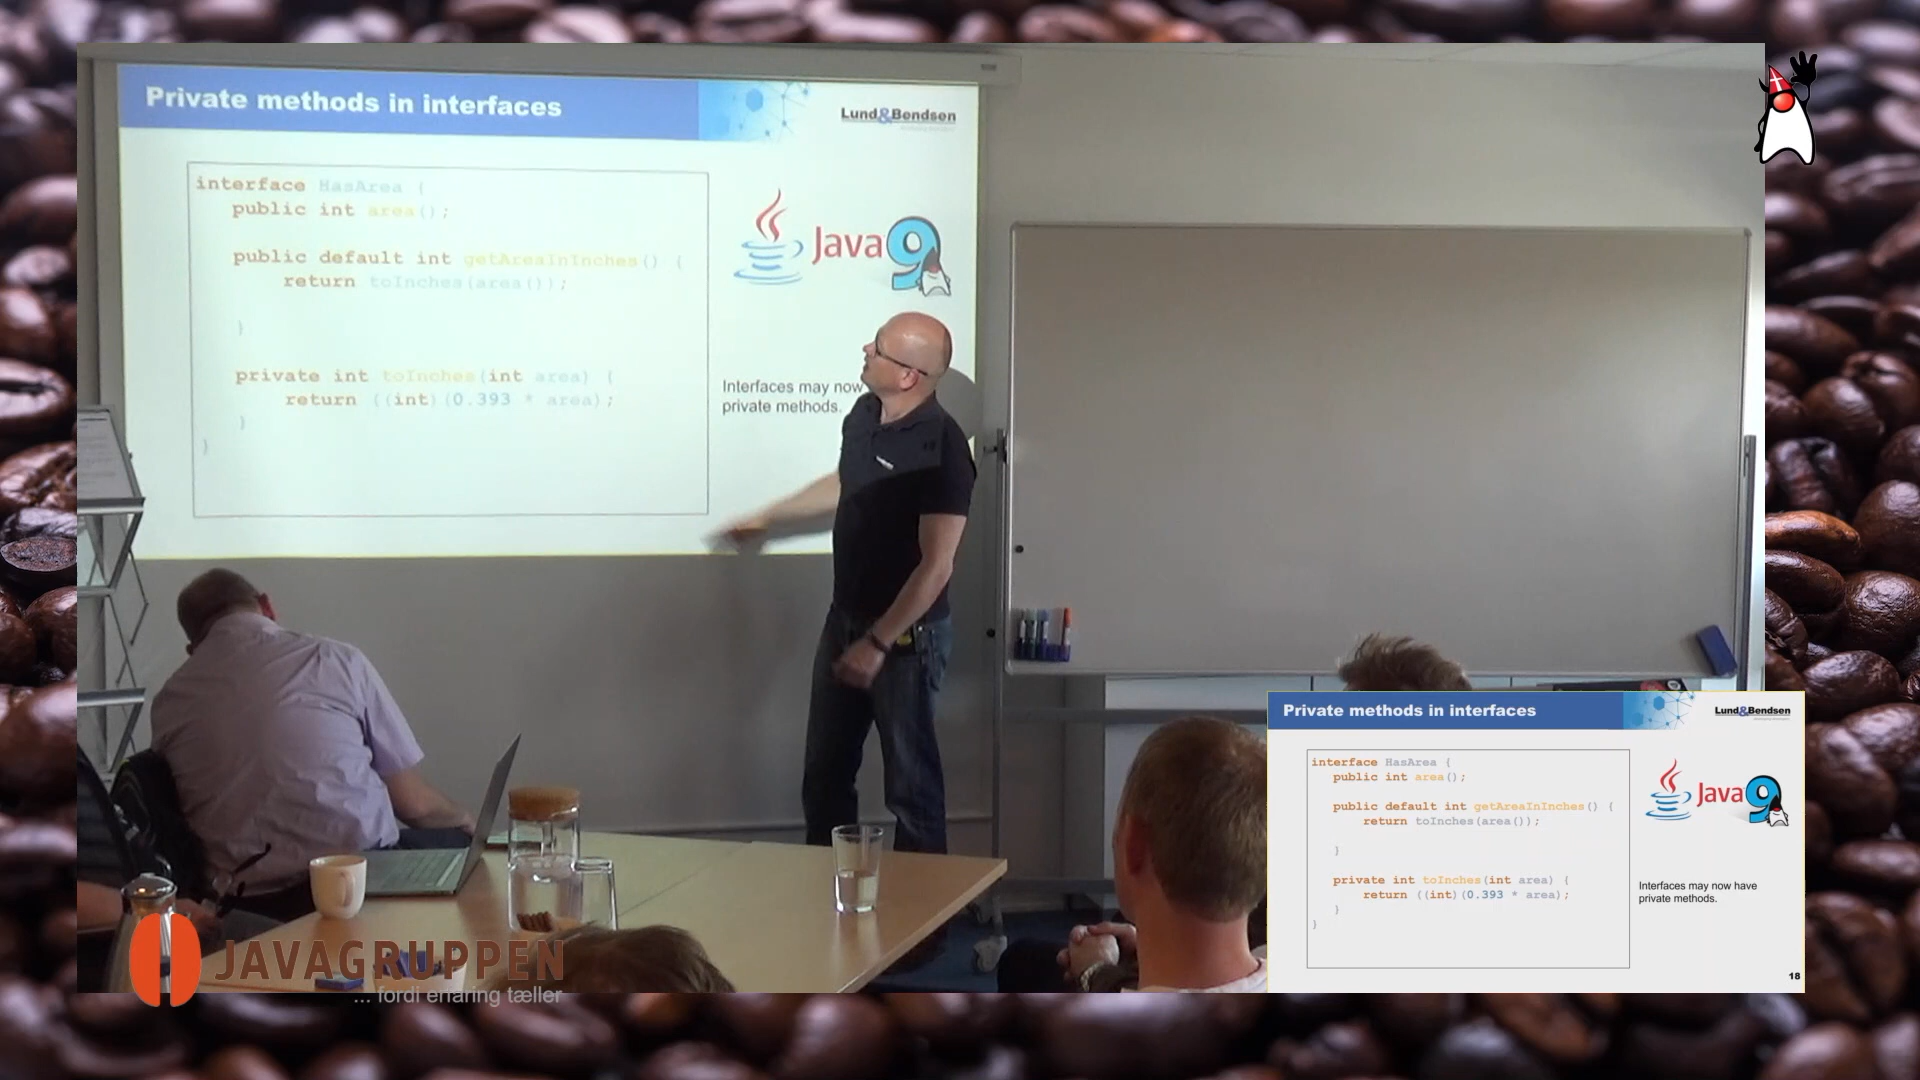 Private methods in interfaces
Lund&Bendsen
interface HasArea {
public int area();
public default int getAreaInInches() {
return toInches(area());
}
private int toInches(int area) {
return ((int)(0.393 * area);
}
}
Java 9
Interfaces may now
private methods.
Private methods in interfaces
Lund&Bendsen
interface HasArea {
public int area();
public default int getAreaInInches() {
return toInches(area());
}
private int toInches(int area) {
return ((int)(0.393 * area);
}
}
Java 9
Interfaces may now have
private methods.
18
JAVAGRUPPEN
... fordi erfaring tæller